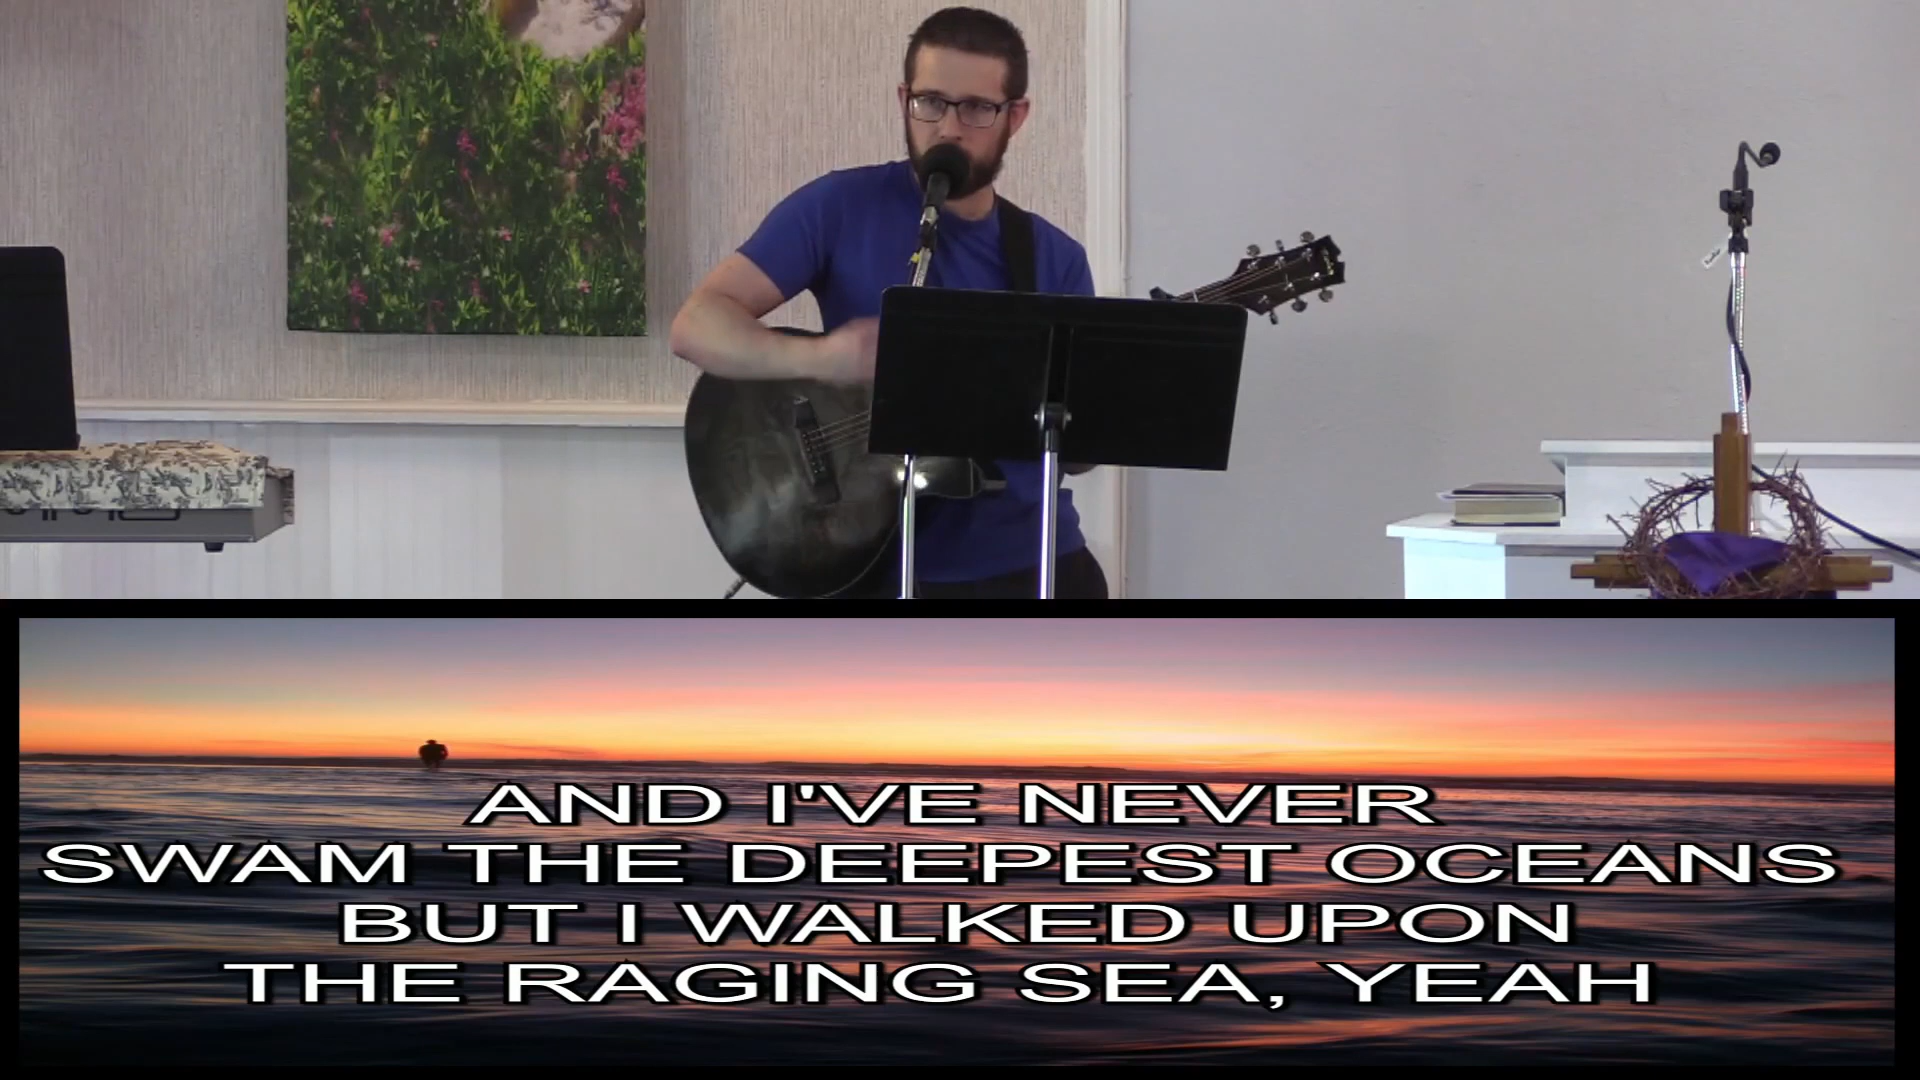 AND I'VE NEVER
SWAM THE DEEPEST OCEANS
BUT I WALKED UPON
THE RAGING SEA, YEAH